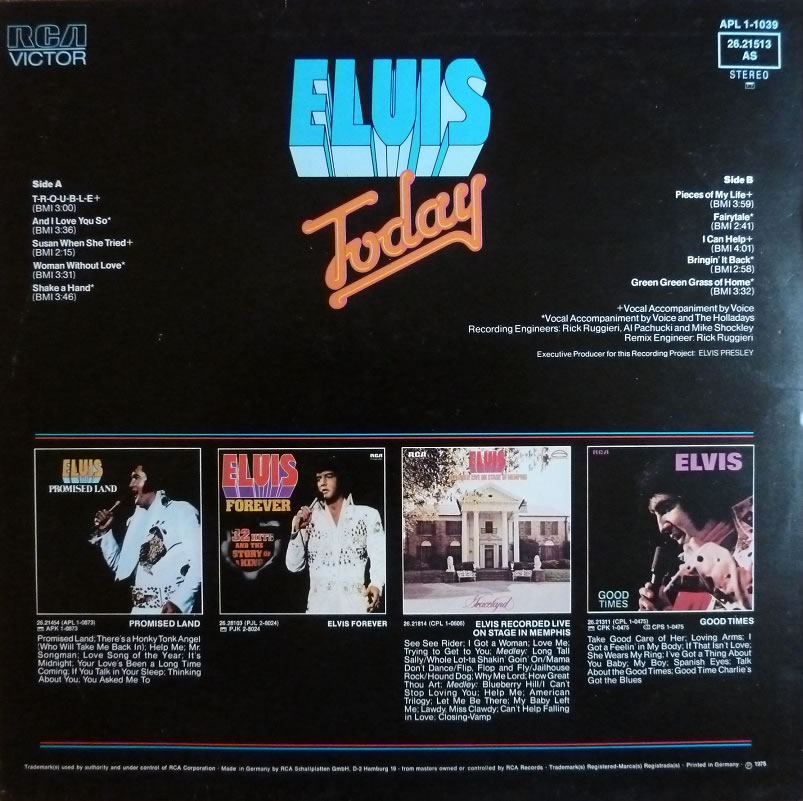 RCA
VICTOR
APL 1-1039
26.21513
AS
STEREO
ELVIS
Today
Side A
T-R-O-U-B-L-E+
(BMI 3:00)
And I Love You So*
(BMI 3:36)
Susan When She Tried+
(BMI 2:15)
Woman Without Love*
(BMI 3:31)
Shake a Hand*
(BMI 3:46)
Side B
Pieces of My Life+
(BMI 3:59)
Fairytale*
(BMI 2:41)
I Can Help+
(BMI 4:01)
Bringin' It Back*
(BMI 2:58)
Green Green Grass of Home*
(BMI 3:32)
+Vocal Accompaniment by Voice
*Vocal Accompaniment by Voice and The Holladays
Recording Engineers: Rick Ruggieri, Al Pachucki and Mike Shockley
Remix Engineer: Rick Ruggieri
Executive Producer for this Recording Project: ELVIS PRESLEY
ELVIS
PROMISED LAND
26.21454 (APL 1-0873)
APK 1-0873
PROMISED LAND
Promised Land; There's a Honky Tonk Angel
(Who Will Take Me Back In); Help Me; Mr.
Songman; Love Song of the Year; It's
Midnight; Your Love's Been a Long Time
Coming; If You Talk in Your Sleep; Thinking
About You; You Asked Me To
ELVIS
FOREVER
32 HITS
AND THE
STORY OF
A KING
RCA
26.28103 (PJL 2-8024)
PJK 2-8024
ELVIS FOREVER
RCA
ELVIS
RECORDED LIVE ON STAGE IN MEMPHIS
Graceland
26.21614 (CPL 1-0606)
ELVIS RECORDED LIVE
ON STAGE IN MEMPHIS
See See Rider; I Got a Woman; Love Me;
Trying to Get to You; Medley: Long Tall
Sally/Whole Lot-ta Shakin' Goin' On/Mama
Don't Dance/Flip, Flop and Fly/Jailhouse
Rock/Hound Dog; Why Me Lord; How Great
Thou Art; Medley: Blueberry Hill/I Can't
Stop Loving You; Help Me; American
Trilogy; Let Me Be There; My Baby Left
Me; Lawdy, Miss Clawdy; Can't Help Falling
in Love; Closing-Vamp
RCA
ELVIS
GOOD
TIMES
26.21311 (CPL 1-0475)
CPK 1-0475 CPS 1-0475
GOOD TIMES
Take Good Care of Her; Loving Arms; I
Got a Feelin' in My Body; If That Isn't Love;
She Wears My Ring; I've Got a Thing About
You Baby; My Boy; Spanish Eyes; Talk
About the Good Times; Good Time Charlie's
Got the Blues
Trademark(s) used by authority and under control of RCA Corporation · Made in Germany by RCA Schallplatten GmbH, D-2 Hamburg 19 · from masters owned or controlled by RCA Records · Trademark(s) Registered-Marca(s) Registrada(s) · Printed in Germany · Ⓟ 1975